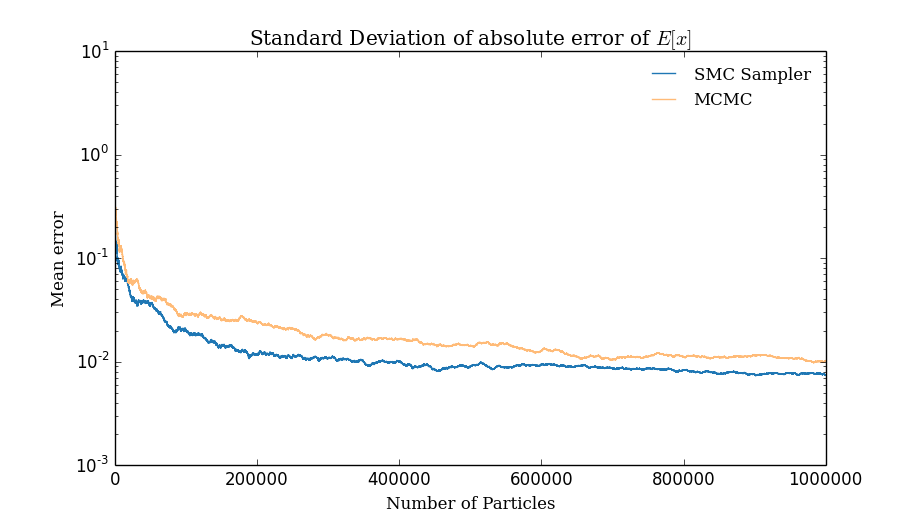 Standard Deviation of absolute error of E[x]
SMC Sampler
MCMC
Mean error
10^1
10^0
10^-1
10^-2
10^-3
0 200000 400000 600000 800000 1000000
Number of Particles